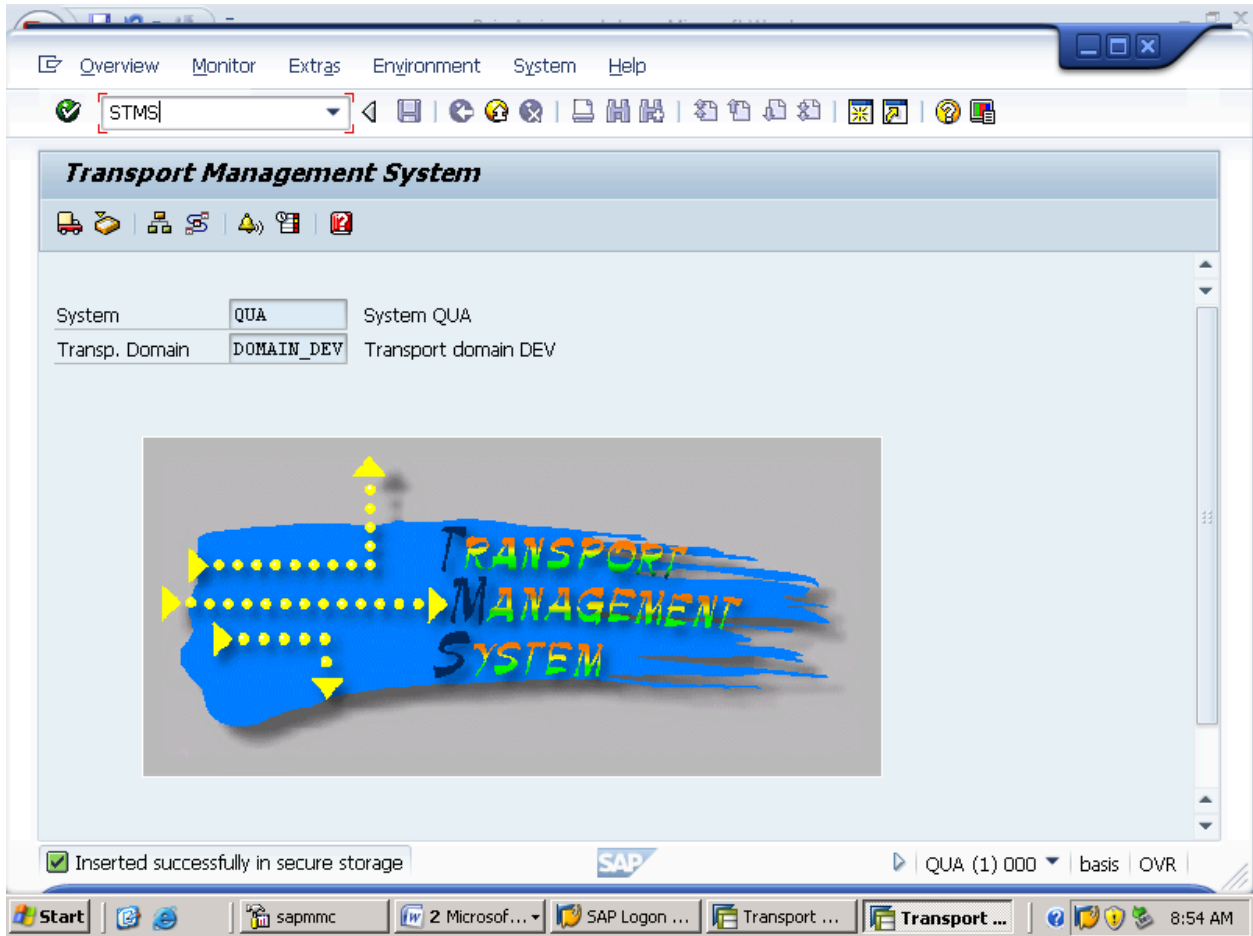 Overview Monitor Extras Environment System Help
STMS
Transport Management System
System QUA System QUA
Transp. Domain DOMAIN_DEV Transport domain DEV
TRANSPORT
MANAGEMENT
SYSTEM
Inserted successfully in secure storage SAP QUA (1) 000 basis OVR
Start sapmmc 2 Microsof... SAP Logon ... Transport ... Transport ... 8:54 AM